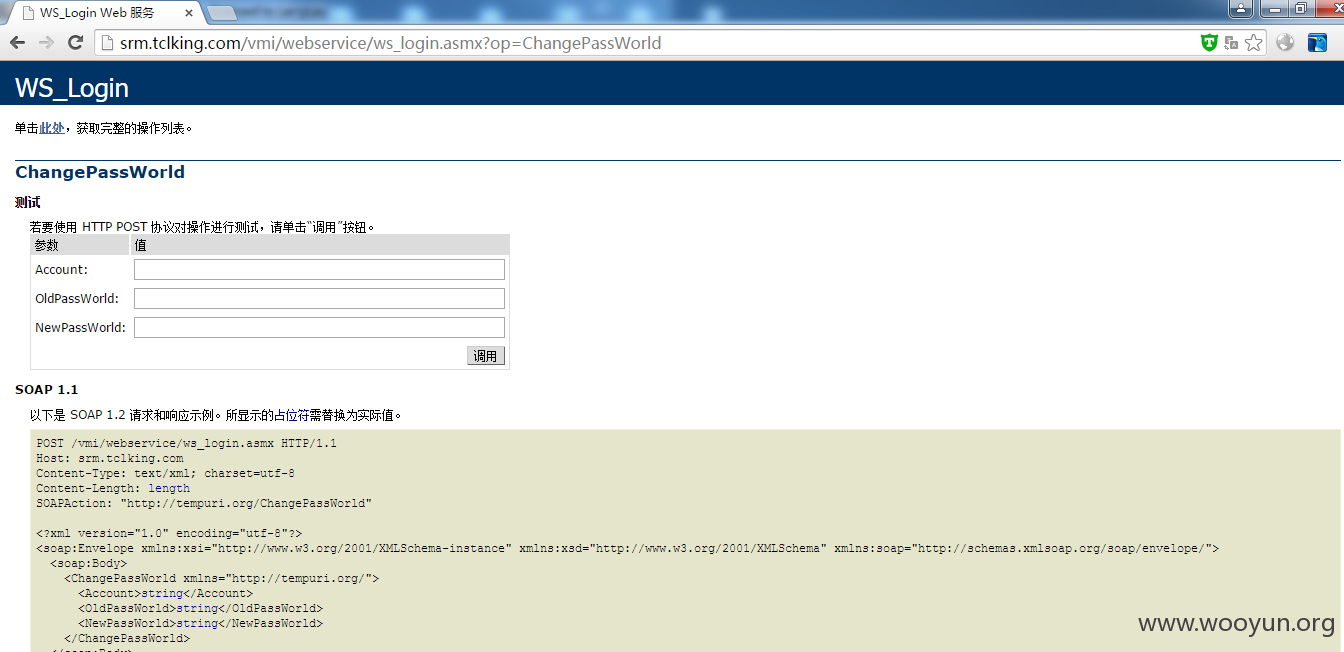 WS_Login Web 服务
srm.tclking.com/vmi/webservice/ws_login.asmx?op=ChangePassWorld
WS_Login
单击此处，获取完整的操作列表。
ChangePassWorld
测试
若要使用 HTTP POST 协议对操作进行测试，请单击“调用”按钮。
参数 值
Account:
OldPassWorld:
NewPassWorld:
调用
SOAP 1.1
以下是 SOAP 1.2 请求和响应示例。所显示的占位符需替换为实际值。
POST /vmi/webservice/ws_login.asmx HTTP/1.1
Host: srm.tclking.com
Content-Type: text/xml; charset=utf-8
Content-Length: length
SOAPAction: "http://tempuri.org/ChangePassWorld"
<?xml version="1.0" encoding="utf-8"?>
<soap:Envelope xmlns:xsi="http://www.w3.org/2001/XMLSchema-instance" xmlns:xsd="http://www.w3.org/2001/XMLSchema" xmlns:soap="http://schemas.xmlsoap.org/soap/envelope/">
<soap:Body>
<ChangePassWorld xmlns="http://tempuri.org/">
<Account>string</Account>
<OldPassWorld>string</OldPassWorld>
<NewPassWorld>string</NewPassWorld>
</ChangePassWorld>
</soap:Body>
www.wooyun.org